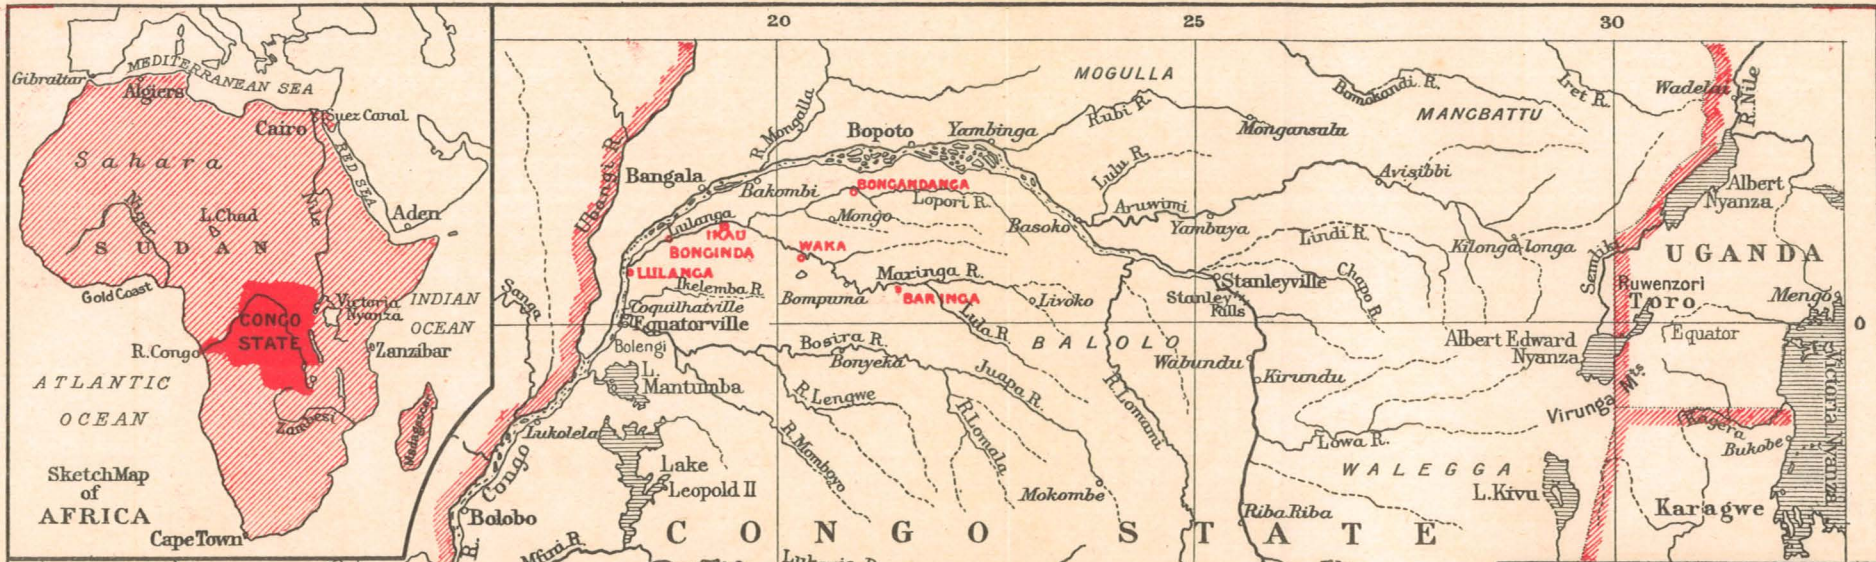 20
25
30
Gibraltar
MEDITERRANEAN SEA
Algiers
Cairo
Suez Canal
Sahara
RED SEA
Niger
L.Chad
Nile
Aden
SUDAN
Gold Coast
Victoria
Nyanza
INDIAN
OCEAN
CONGO
STATE
R.Congo
Zanzibar
ATLANTIC
OCEAN
Zambesi
Madagascar
Sketch Map
of
AFRICA
Cape Town
MOGULLA
Bomokandi R.
Iret R.
Wadelai
R. Nile
MANGBATTU
R. Mongalla
Rubi R.
Ubangi R.
Bopoto
Yambinga
Mongansulu
Bangala
Bakombi
BONGANDANGA
Lopori R.
Lulu R.
Avisibbi
Albert
Nyanza
Lulanga
IKAU
Mongo
Basoko
Aruwimi
Yambuya
Lindi R.
Kilonga longa
BONGINDA
WAKA
Semliki
UGANDA
LULANGA
Ikelemba R.
Maringa R.
Stanleyville
Chapo R.
Ruwenzori
Toro
Mengo
Sanga
Coquilhatville
Bompuma
BARINGA
Livoko
Stanley
Falls
Equatorville
Lula R.
0
Bolengi
Bosira R.
BALOLO
Albert Edward
Nyanza
Equator
L.
Mantumba
Bonyeka
Juapa R.
Wabundu
Kirundu
R. Lengwe
R. Lomami
Virunga Mts
Victoria Nyanza
Lukolela
R. Momboyo
R. Lomala
Lowa R.
Kagera
Bukobe
Lake
Leopold II
WALEGGA
L. Kivu
Congo
R.
Mokombe
Karagwe
Bolobo
Riba Riba
CONGO STATE
Mfini R.